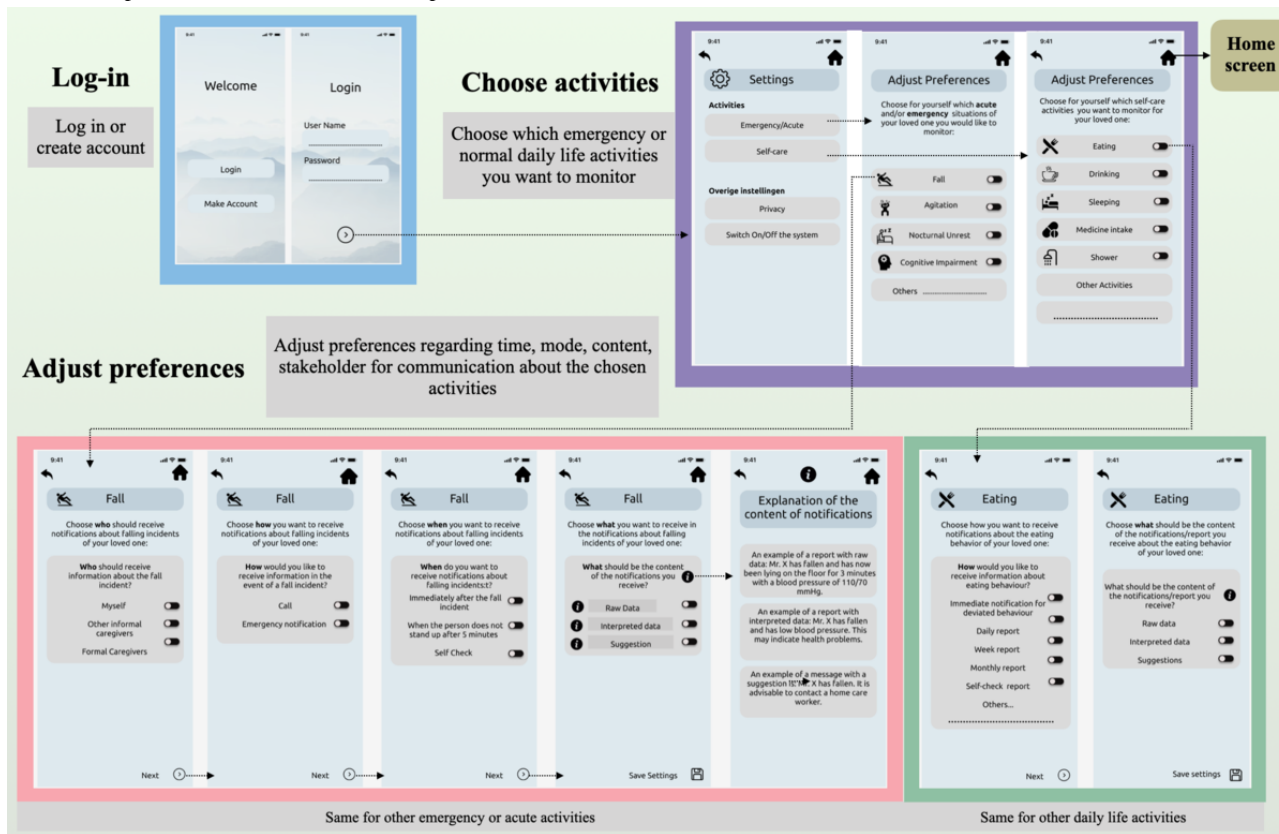 Log-in
Log in or
create account
9:41
Welcome
Login
Make Account
9:41
Login
User Name
Password
Choose activities
Choose which emergency or
normal daily life activities
you want to monitor
9:41
Settings
Activities
Emergency/Acute
Self-care
Overige instellingen
Privacy
Switch On/Off the system
9:41
Adjust Preferences
Choose for yourself which acute
and/or emergency situations of
your loved one you would like to
monitor:
Fall
Agitation
Nocturnal Unrest
Cognitive Impairment
Others
9:41
Adjust Preferences
Choose for yourself which self-care
activities you want to monitor for
your loved one:
Eating
Drinking
Sleeping
Medicine intake
Shower
Other Activities
Home
screen
Adjust preferences
Adjust preferences regarding time, mode, content,
stakeholder for communication about the chosen
activities
9:41
Fall
Choose who should receive
notifications about falling incidents
of your loved one:
Who should receive
information about the fall
incident?
Myself
Other informal
caregivers
Formal Caregivers
Next
9:41
Fall
Choose how you want to receive
notifications about falling incidents
of your loved one:
How would you like to
receive information in the
event of a fall incident?
Call
Emergency notification
Next
9:41
Fall
Choose when you want to receive
notifications about falling incidents
of your loved one:
When do you want to
receive notifications about
falling incidents:t?
Immediately after the fall
incident
When the person does not
stand up after 5 minutes
Self Check
Next
9:41
Fall
Choose what you want to receive in
the notifications about falling
incidents of your loved one:
What should be the content
of the notifications you
receive?
Raw Data
Interpreted data
Suggestion
Save Settings
9:41
Explanation of the
content of notifications
An example of a report with raw
data: Mr. X has fallen and has now
been lying on the floor for 3 minutes
with a blood pressure of 110/70
mmHg.
An example of a report with
interpreted data: Mr. X has fallen
and has low blood pressure. This
may indicate health problems.
An example of a message with a
suggestion Mr. X has fallen. It is
advisable to contact a home care
worker.
9:41
Eating
Choose how you want to receive
notifications about the eating
behavior of your loved one:
How would you like to
receive information about
eating behaviour?
Immediate notification for
deviated behaviour
Daily report
Week report
Monthly report
Self-check report
Others...
Next
9:41
Eating
Choose what should be the content
of the notifications/report you
receive about the eating behavior
of your loved one:
What should be the content of
the notifications/report you
receive?
Raw data
Interpreted data
Suggestions
Save settings
Same for other emergency or acute activities
Same for other daily life activities